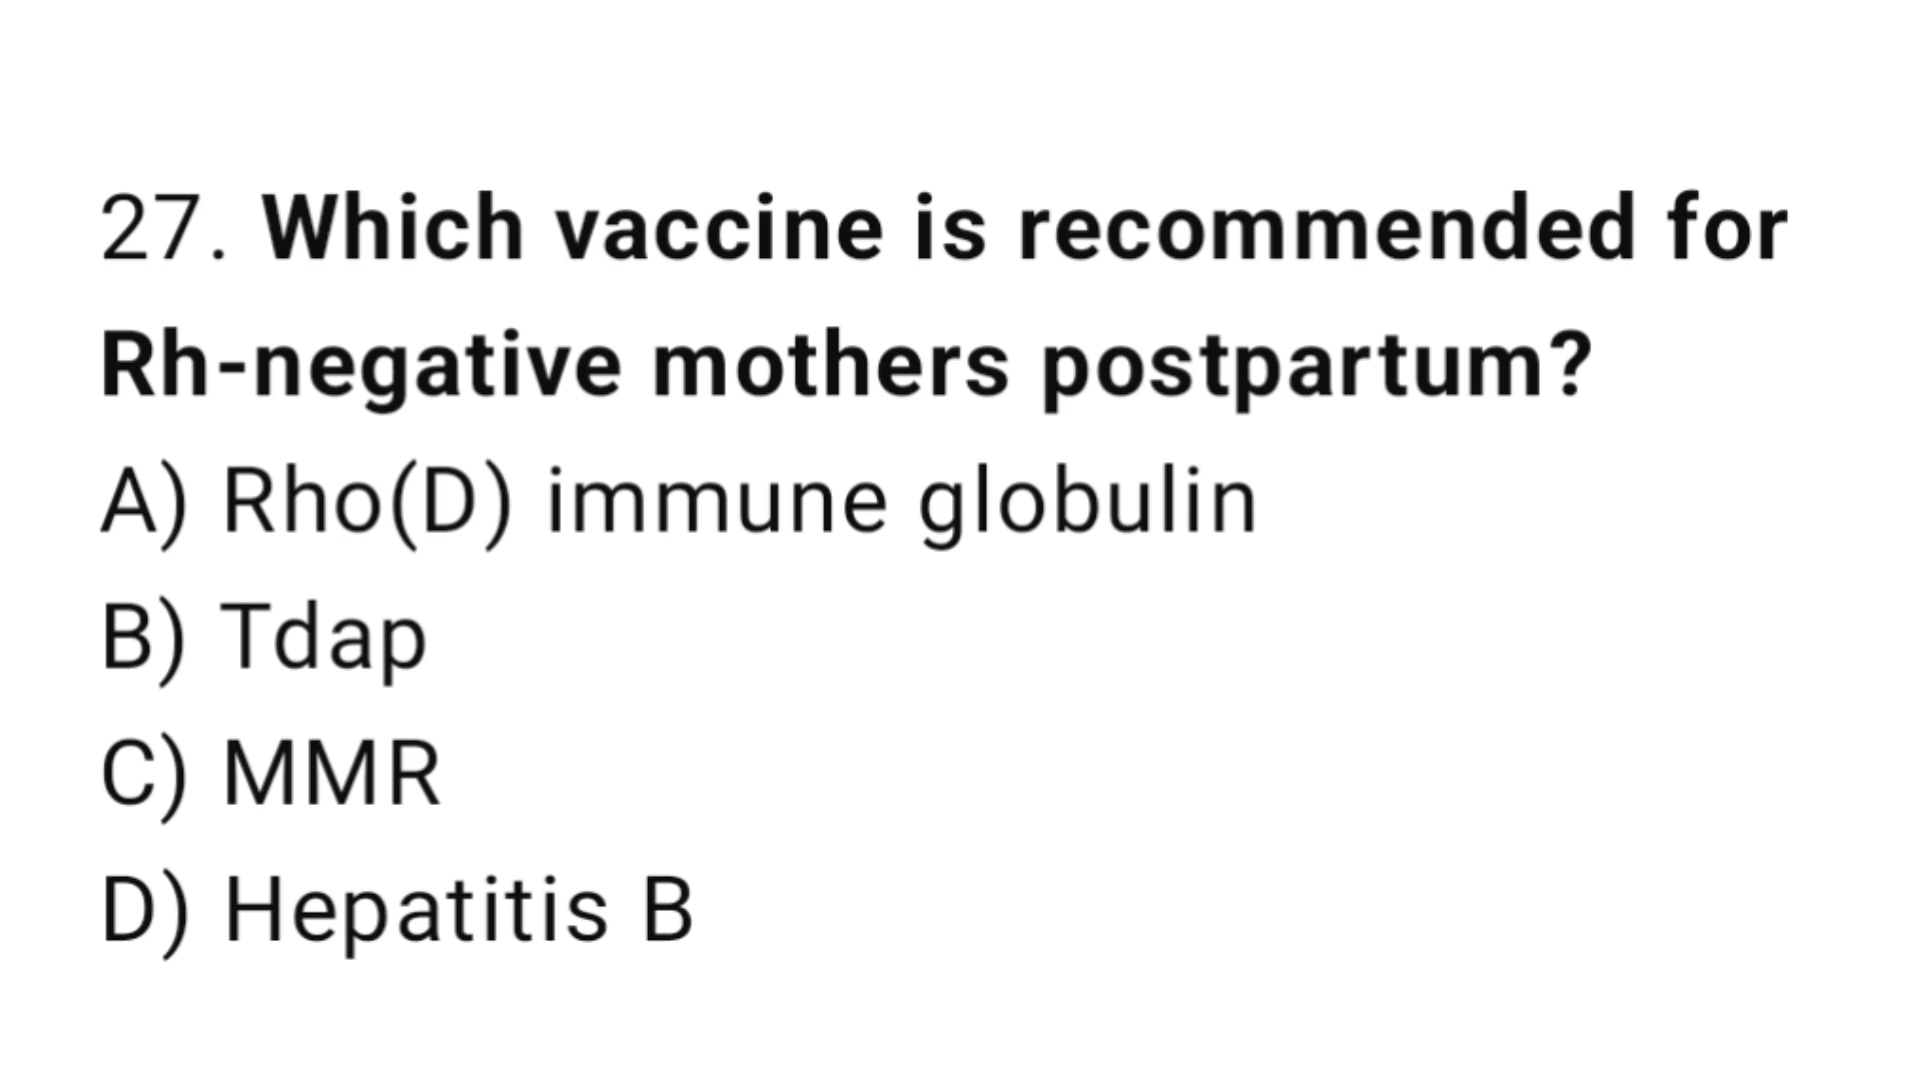 27. Which vaccine is recommended for
Rh-negative mothers postpartum?
A) Rho(D) immune globulin
B) Tdap
C) MMR
D) Hepatitis B